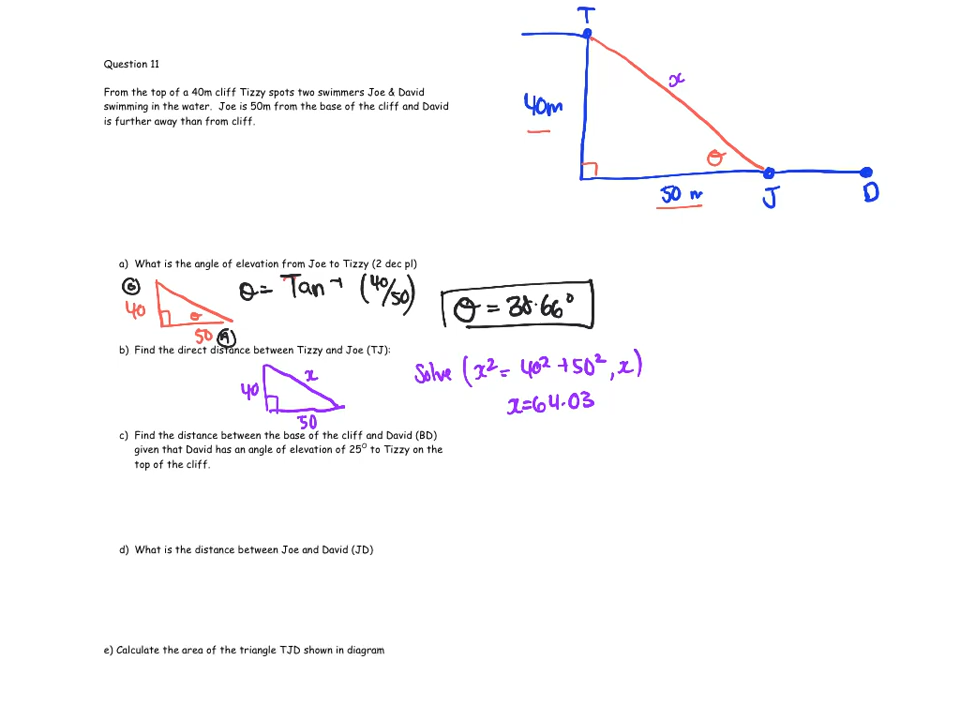 Question 11
From the top of a 40m cliff Tizzy spots two swimmers Joe & David
swimming in the water. Joe is 50m from the base of the cliff and David
is further away than from cliff.
T
x
40m
θ
50 m
J
D
a) What is the angle of elevation from Joe to Tizzy (2 dec pl)
O
40
θ
50 A
θ = Tan⁻¹ (40/50)
θ = 38.66°
b) Find the direct distance between Tizzy and Joe (TJ):
40
x
50
Solve (x² = 40² + 50², x)
x=64.03
c) Find the distance between the base of the cliff and David (BD)
given that David has an angle of elevation of 25° to Tizzy on the
top of the cliff.
d) What is the distance between Joe and David (JD)
e) Calculate the area of the triangle TJD shown in diagram